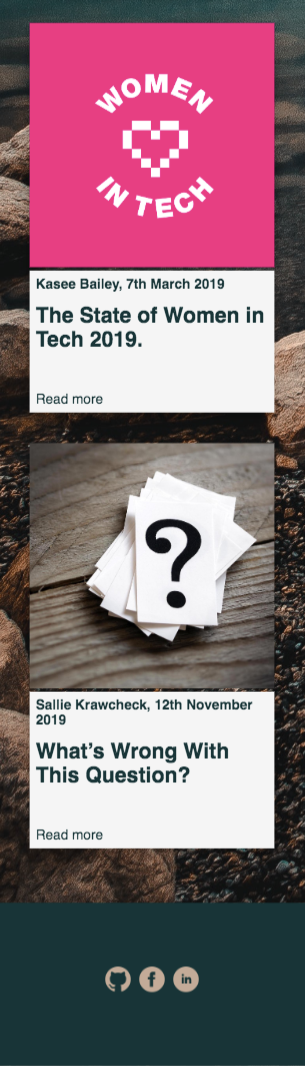 WOMEN
IN TECH
Kasee Bailey, 7th March 2019
The State of Women in
Tech 2019.
Read more
?
Sallie Krawcheck, 12th November
2019
What’s Wrong With
This Question?
Read more
f
in